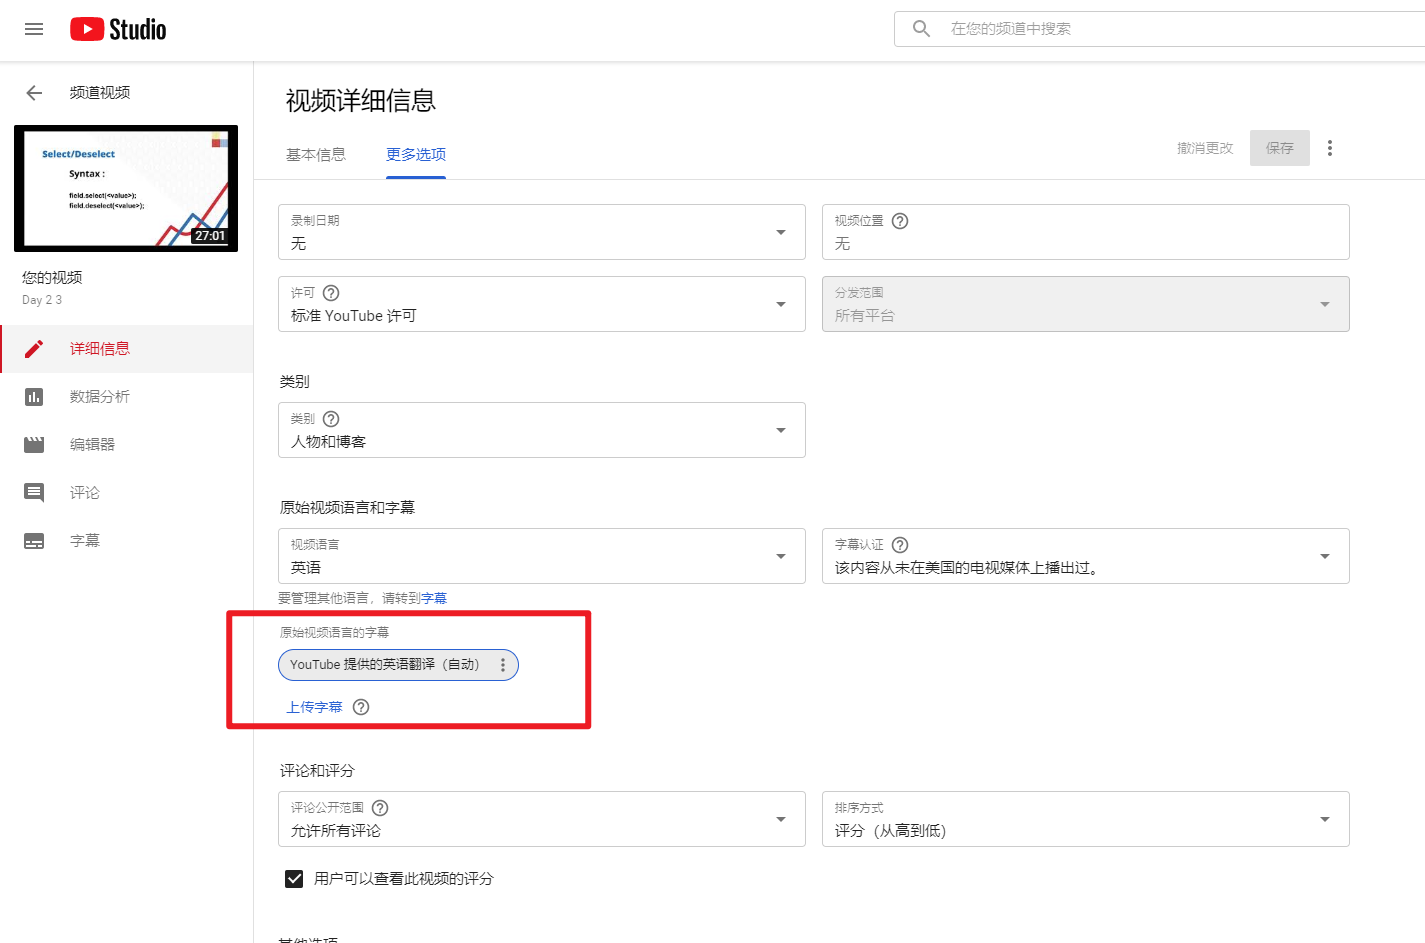 Studio
在您的频道中搜索
频道视频
Select/Deselect
Syntax :
field.select(<value>);
field.deselect(<value>);
27:01
您的视频
Day 2 3
详细信息
数据分析
编辑器
评论
字幕
视频详细信息
基本信息
更多选项
撤消更改
保存
录制日期
无
视频位置
无
许可
标准 YouTube 许可
分发范围
所有平台
类别
类别
人物和博客
原始视频语言和字幕
视频语言
英语
字幕认证
该内容从未在美国的电视媒体上播出过。
要管理其他语言，请转到字幕
原始视频语言的字幕
YouTube 提供的英语翻译（自动）
上传字幕
评论和评分
评论公开范围
允许所有评论
排序方式
评分（从高到低）
用户可以查看此视频的评分
其他选项